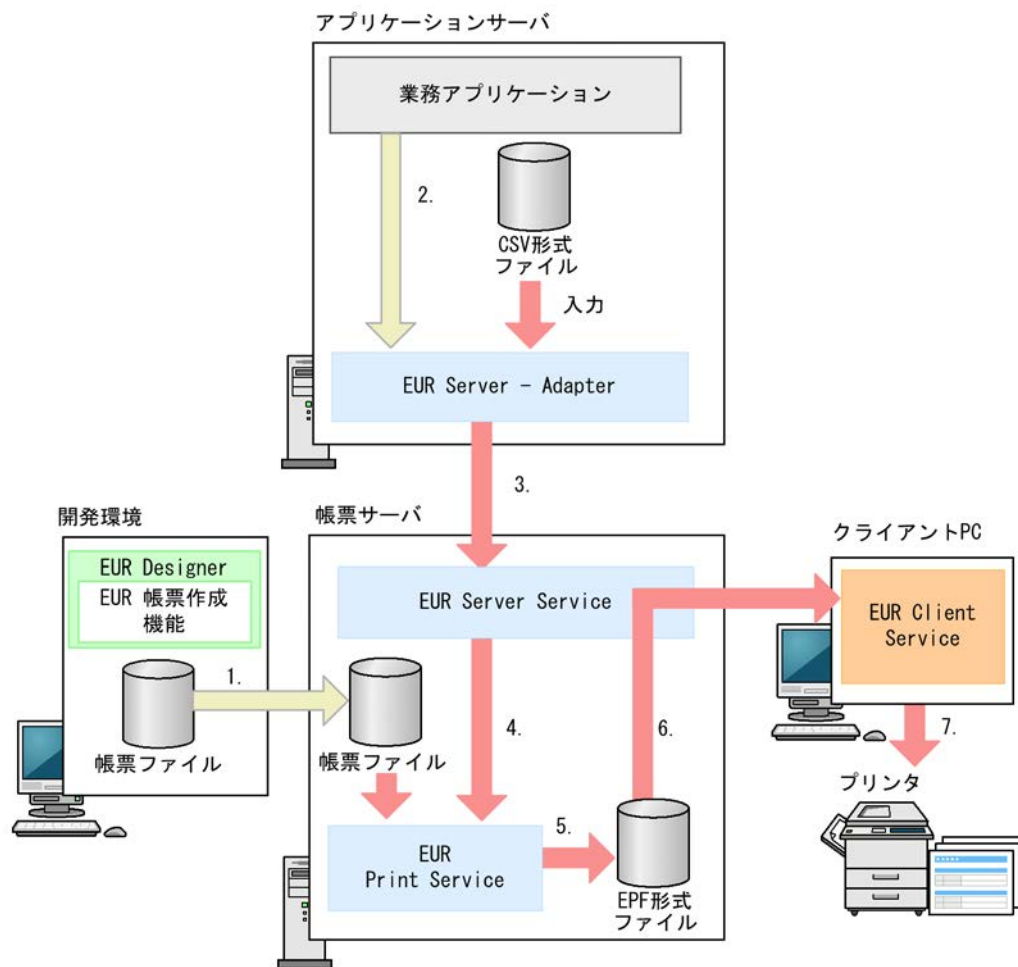 アプリケーションサーバ
業務アプリケーション
2.
CSV形式
ファイル
入力
EUR Server − Adapter
3.
開発環境
EUR Designer
EUR 帳票作成
機能
1.
帳票ファイル
帳票サーバ
EUR Server Service
帳票ファイル
4.
6.
EUR
Print Service
5.
EPF形式
ファイル
クライアントPC
EUR Client
Service
7.
プリンタ